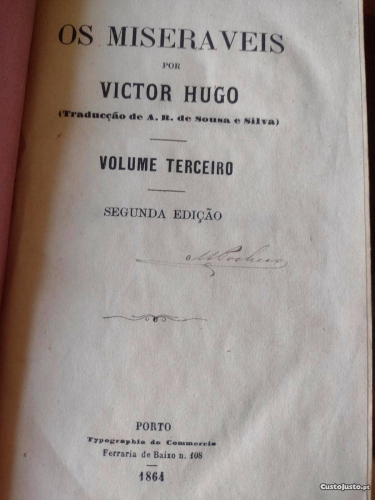 OS MISERAVEIS
POR
VICTOR HUGO
(Traducção de A. R. de Sousa e Silva)
VOLUME TERCEIRO
SEGUNDA EDIÇÃO
PORTO
Typographia do Commercio
Ferraria de Baixo n. 108
1864
CustoJusto.pt